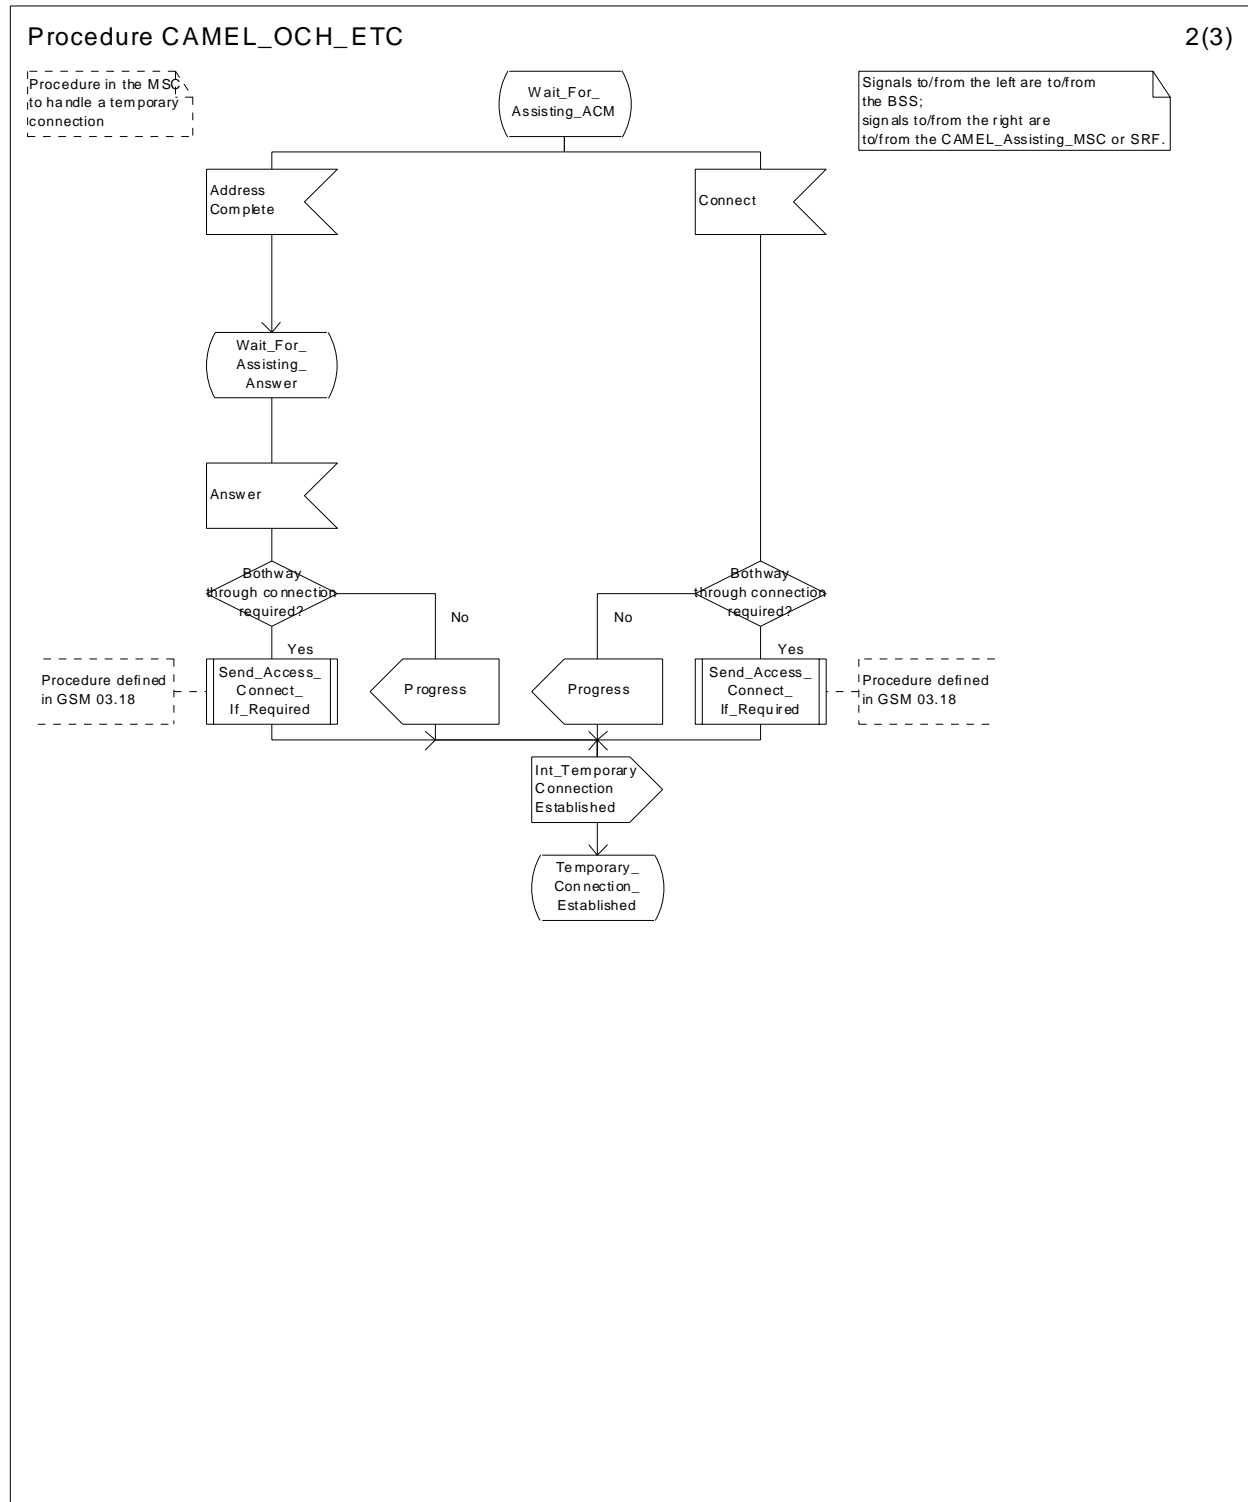 Procedure CAMEL_OCH_ETC
2(3)
Procedure in the MSC
to handle a temporary
connection
Wait_For_
Assisting_ACM
Signals to/from the left are to/from
the BSS;
signals to/from the right are
to/from the CAMEL_Assisting_MSC or SRF.
Address
Complete
Connect
Wait_For_
Assisting_
Answer
Answer
Bothway
through connection
required?
No
Yes
Bothway
through connection
required?
No
Yes
Procedure defined
in GSM 03.18
Send_Access_
Connect_
If_Required
Progress
Progress
Send_Access_
Connect_
If_Required
Procedure defined
in GSM 03.18
Int_Temporary
Connection
Established
Temporary_
Connection_
Established